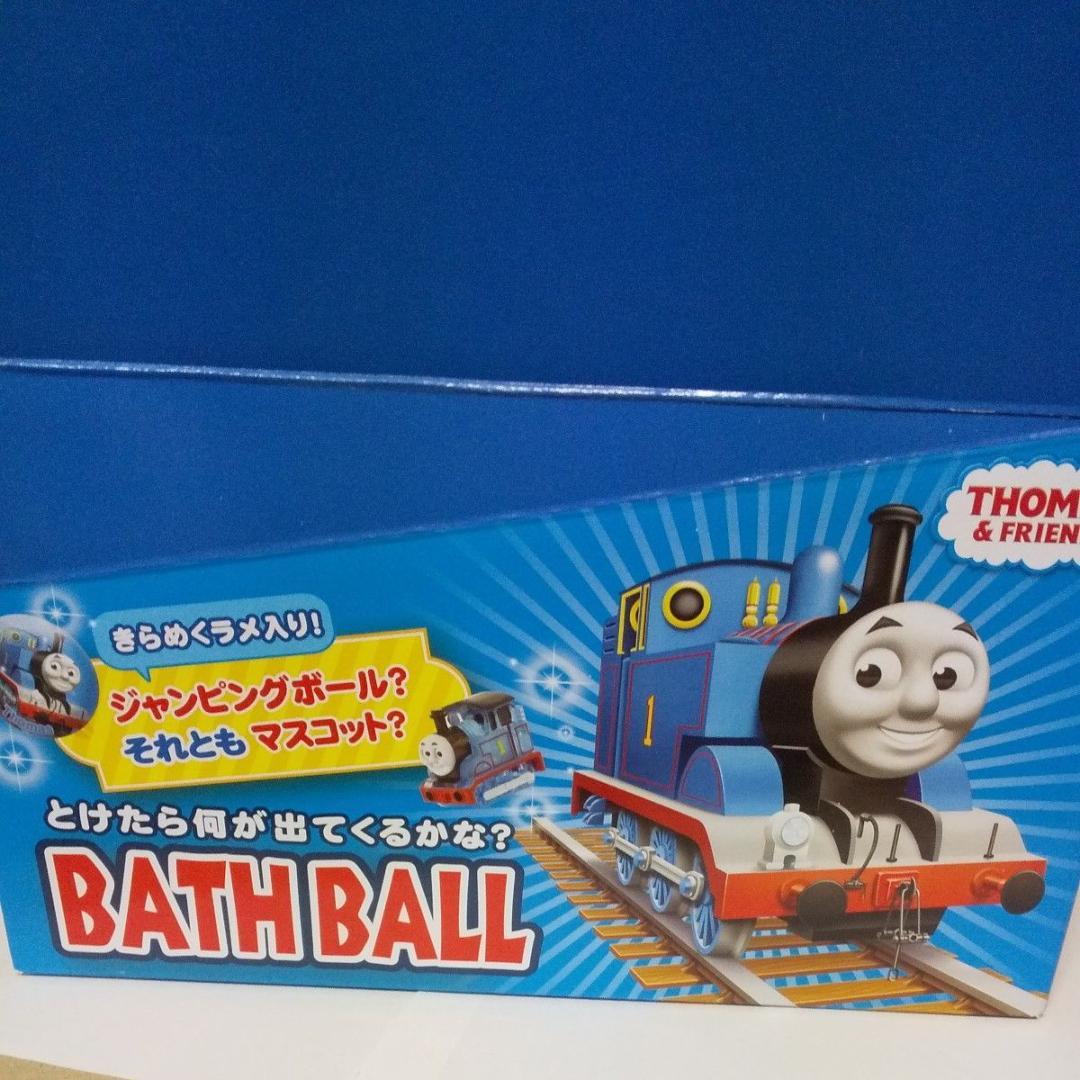 THOM
& FRIEN
きらめくラメ入り!
ジャンピングボール?
それとも マスコット?
とけたら何が出てくるかな?
BATH BALL
1